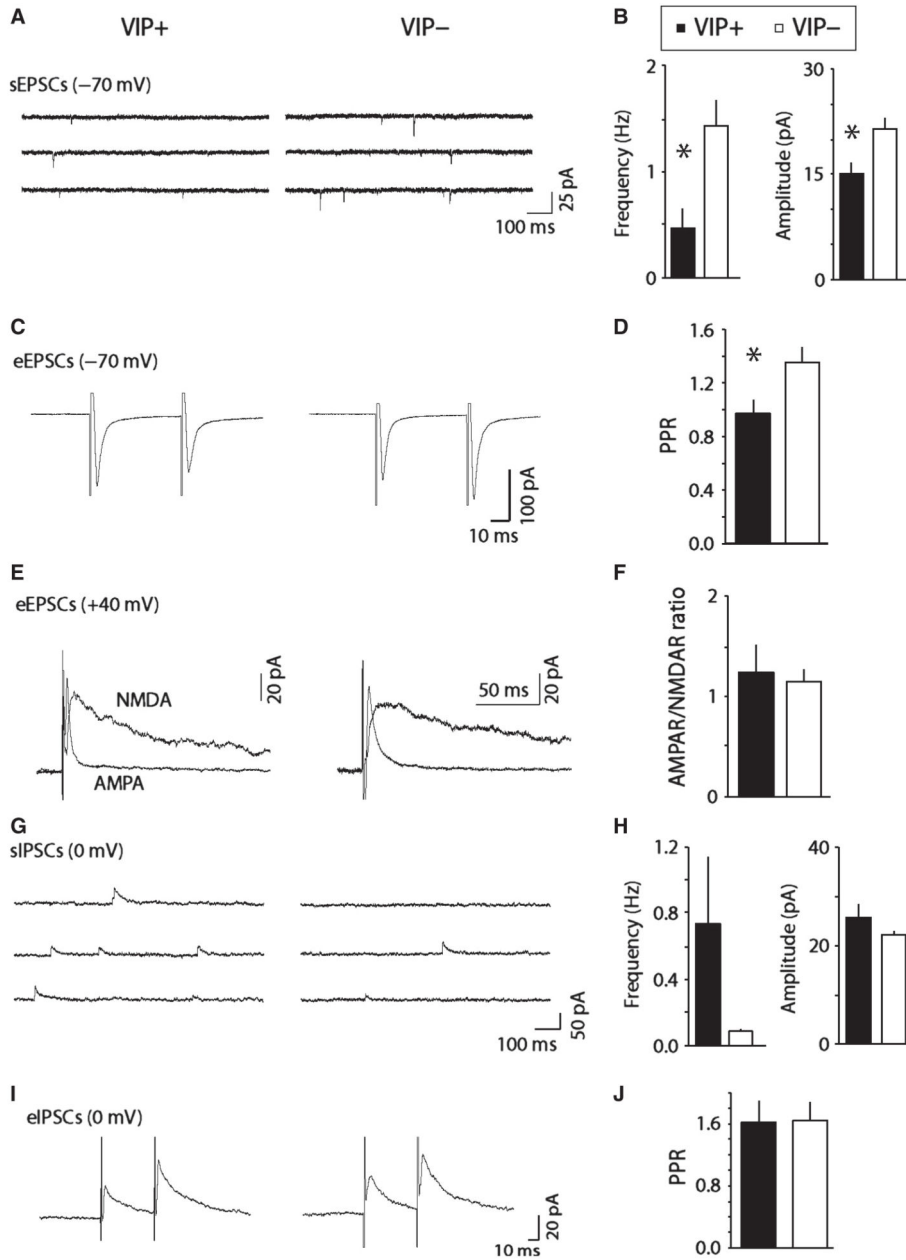 A
VIP+
VIP−
sEPSCs (−70 mV)
25 pA
100 ms
B
VIP+ VIP−
Frequency (Hz)
2
1
0
*
Amplitude (pA)
30
15
0
*
C
eEPSCs (−70 mV)
100 pA
10 ms
D
PPR
1.6
1.2
0.8
0.4
0.0
*
E
eEPSCs (+40 mV)
NMDA
AMPA
20 pA
50 ms
20 pA
F
AMPAR/NMDAR ratio
2
1
0
G
sIPSCs (0 mV)
50 pA
100 ms
H
Frequency (Hz)
1.2
0.8
0.4
0.0
Amplitude (pA)
40
20
0
I
eIPSCs (0 mV)
20 pA
10 ms
J
PPR
1.6
0.8
0